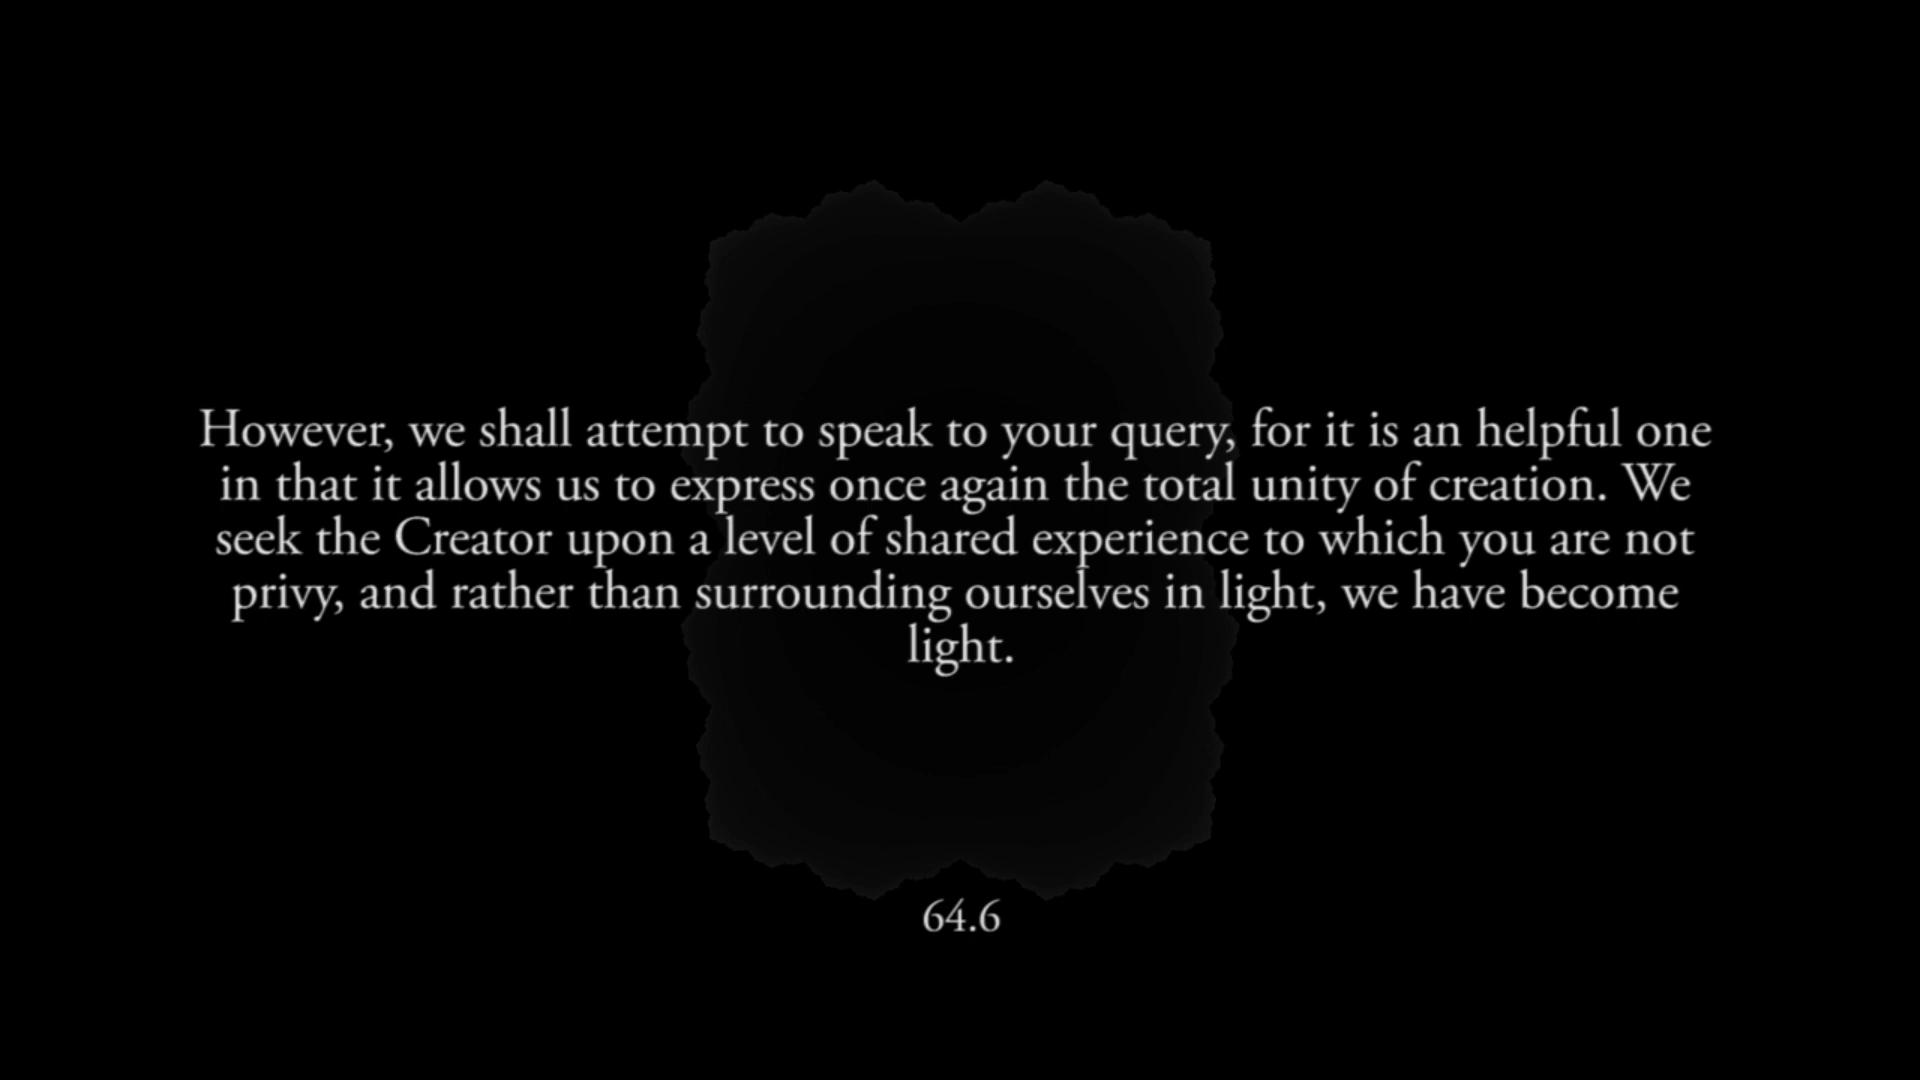 However, we shall attempt to speak to your query, for it is an helpful one
in that it allows us to express once again the total unity of creation. We
seek the Creator upon a level of shared experience to which you are not
privy, and rather than surrounding ourselves in light, we have become
light.
64.6